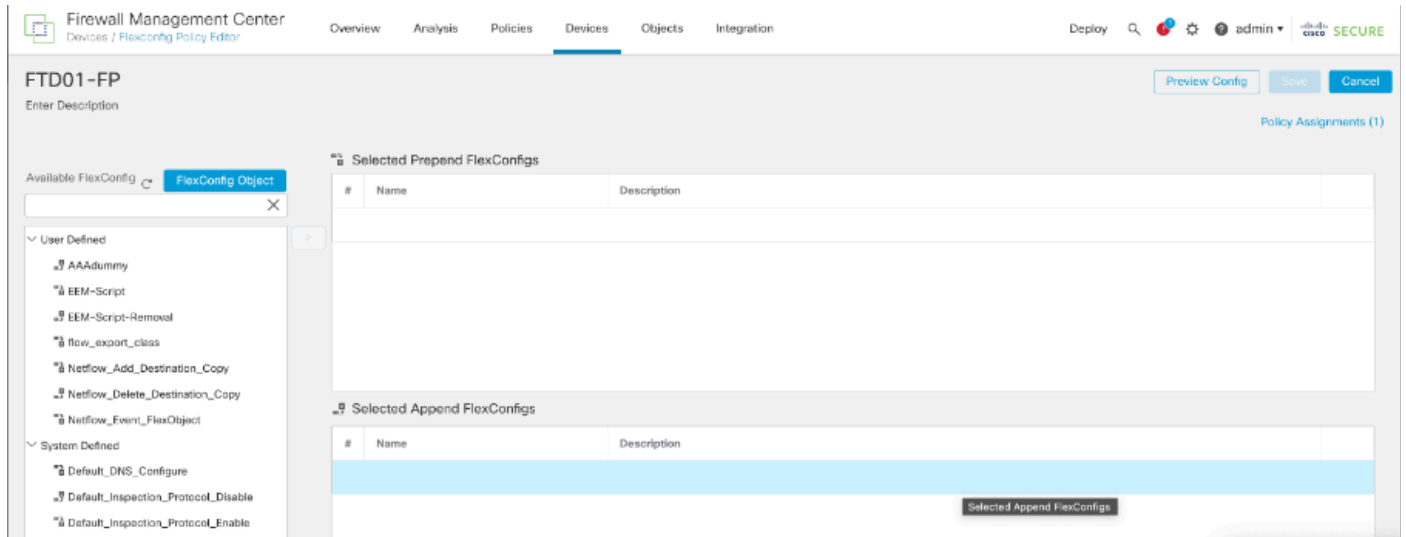 Firewall Management Center
Devices / Flexconfig Policy Editor
Overview Analysis Policies Devices Objects Integration
Deploy admin
cisco SECURE
FTD01-FP
Enter Description
Preview Config Save Cancel
Policy Assignments (1)
Available FlexConfig FlexConfig Object
User Defined
AAAdummy
EEM-Script
EEM-Script-Removal
flow_export_class
Netflow_Add_Destination_Copy
Netflow_Delete_Destination_Copy
Netflow_Event_FlexObject
System Defined
Default_DNS_Configure
Default_Inspection_Protocol_Disable
Default_Inspection_Protocol_Enable
Selected Prepend FlexConfigs
# Name Description
Selected Append FlexConfigs
# Name Description
Selected Append FlexConfigs